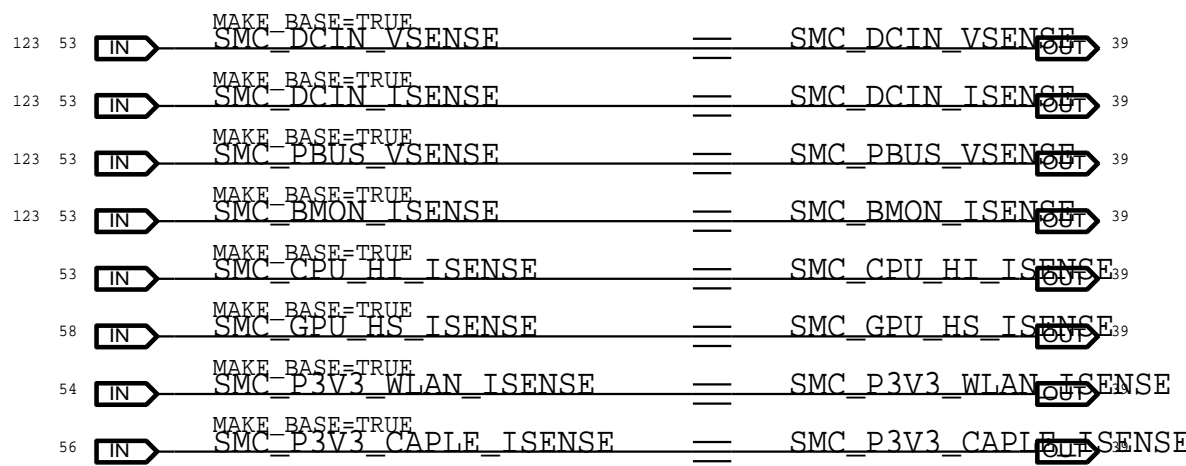 MAKE_BASE=TRUE
123 53 IN SMC_DCIN_VSENSE SMC_DCIN_VSENSE OUT 39
MAKE_BASE=TRUE
123 53 IN SMC_DCIN_ISENSE SMC_DCIN_ISENSE OUT 39
MAKE_BASE=TRUE
123 53 IN SMC_PBUS_VSENSE SMC_PBUS_VSENSE OUT 39
MAKE_BASE=TRUE
123 53 IN SMC_BMON_ISENSE SMC_BMON_ISENSE OUT 39
MAKE_BASE=TRUE
53 IN SMC_CPU_HI_ISENSE SMC_CPU_HI_ISENSE OUT 39
MAKE_BASE=TRUE
58 IN SMC_GPU_HS_ISENSE SMC_GPU_HS_ISENSE OUT 39
MAKE_BASE=TRUE
54 IN SMC_P3V3_WLAN_ISENSE SMC_P3V3_WLAN_ISENSE OUT 39
MAKE_BASE=TRUE
56 IN SMC_P3V3_CAPLE_ISENSE SMC_P3V3_CAPLE_ISENSE OUT 39